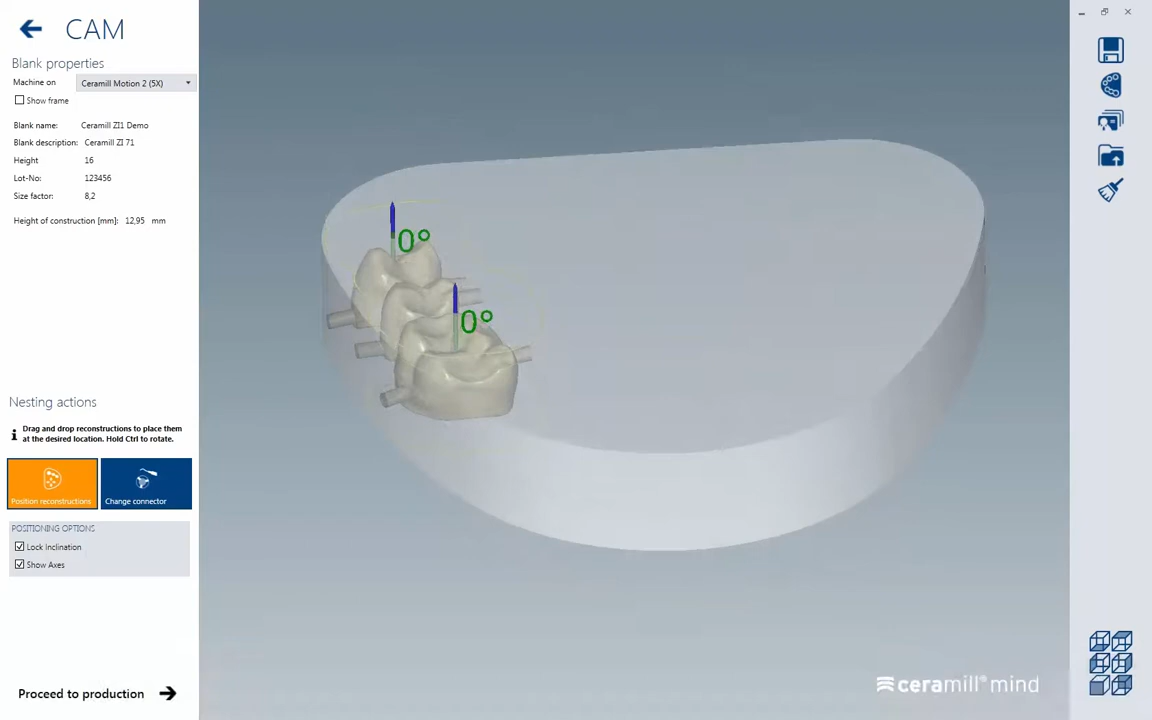 CAM
Blank properties
Machine on Ceramill Motion 2 (5X)
Show frame
Blank name: Ceramill ZI1 Demo
Blank description: Ceramill ZI 71
Height 16
Lot-No: 123456
Size factor: 8,2
Height of construction [mm]: 12,95 mm
0°
0°
Nesting actions
Drag and drop reconstructions to place them
at the desired location. Hold Ctrl to rotate.
Position reconstructions Change connector
POSITIONING OPTIONS
Lock Inclination
Show Axes
Proceed to production
ceramill® mind